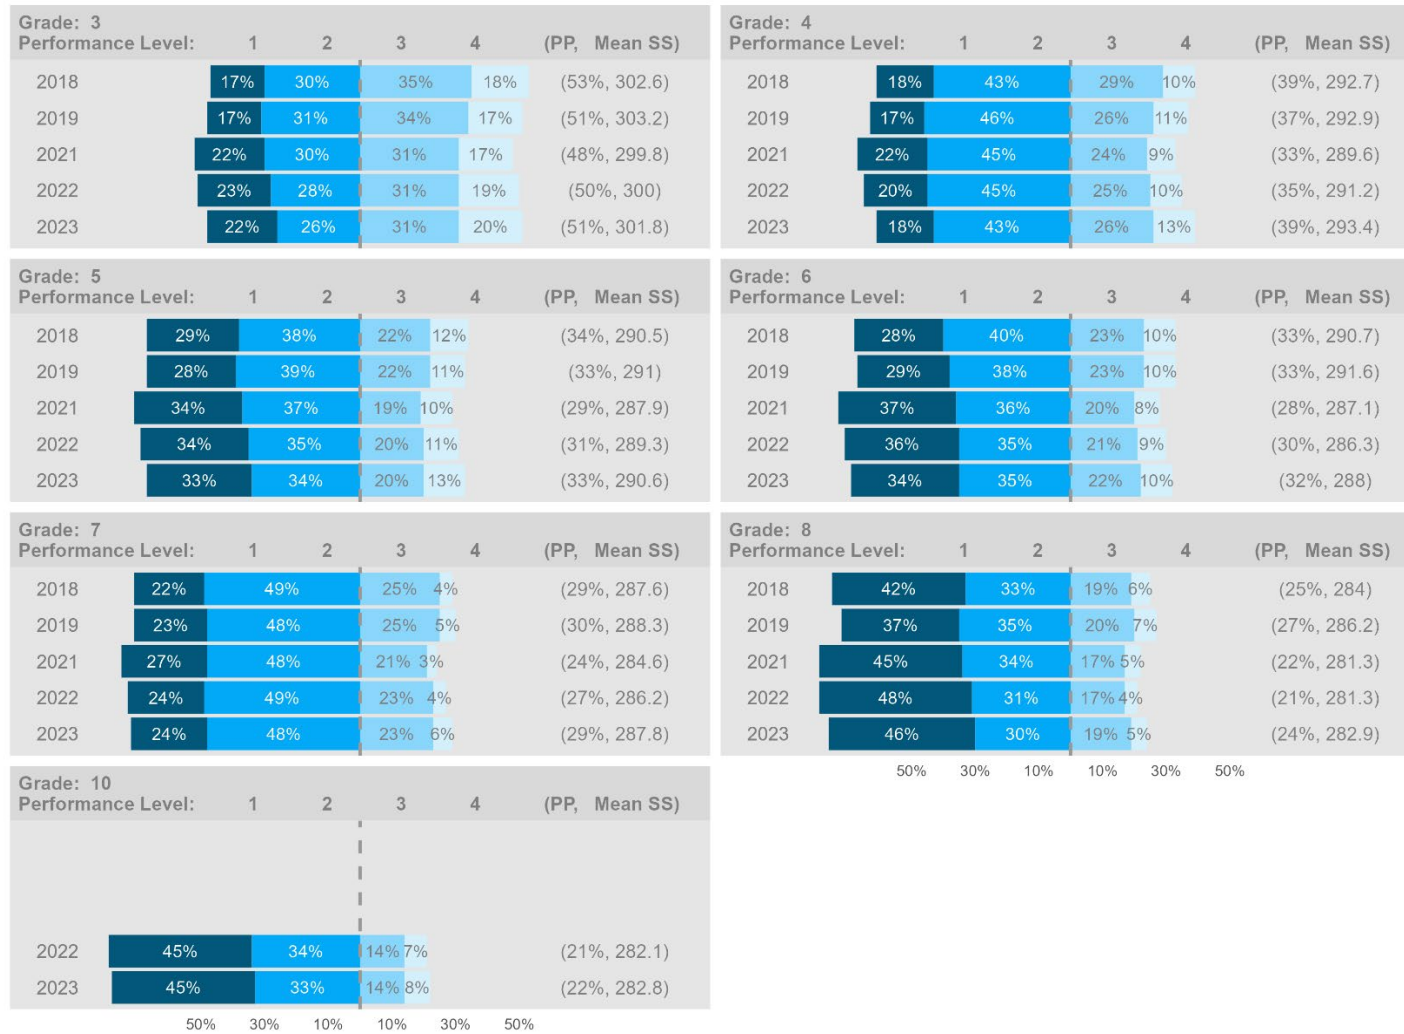 Grade: 3
Performance Level: 1 2 3 4 (PP, Mean SS)
2018 17% 30% 35% 18% (53%, 302.6)
2019 17% 31% 34% 17% (51%, 303.2)
2021 22% 30% 31% 17% (48%, 299.8)
2022 23% 28% 31% 19% (50%, 300)
2023 22% 26% 31% 20% (51%, 301.8)
Grade: 4
Performance Level: 1 2 3 4 (PP, Mean SS)
2018 18% 43% 29% 10% (39%, 292.7)
2019 17% 46% 26% 11% (37%, 292.9)
2021 22% 45% 24% 9% (33%, 289.6)
2022 20% 45% 25% 10% (35%, 291.2)
2023 18% 43% 26% 13% (39%, 293.4)
Grade: 5
Performance Level: 1 2 3 4 (PP, Mean SS)
2018 29% 38% 22% 12% (34%, 290.5)
2019 28% 39% 22% 11% (33%, 291)
2021 34% 37% 19% 10% (29%, 287.9)
2022 34% 35% 20% 11% (31%, 289.3)
2023 33% 34% 20% 13% (33%, 290.6)
Grade: 6
Performance Level: 1 2 3 4 (PP, Mean SS)
2018 28% 40% 23% 10% (33%, 290.7)
2019 29% 38% 23% 10% (33%, 291.6)
2021 37% 36% 20% 8% (28%, 287.1)
2022 36% 35% 21% 9% (30%, 286.3)
2023 34% 35% 22% 10% (32%, 288)
Grade: 7
Performance Level: 1 2 3 4 (PP, Mean SS)
2018 22% 49% 25% 4% (29%, 287.6)
2019 23% 48% 25% 5% (30%, 288.3)
2021 27% 48% 21% 3% (24%, 284.6)
2022 24% 49% 23% 4% (27%, 286.2)
2023 24% 48% 23% 6% (29%, 287.8)
Grade: 8
Performance Level: 1 2 3 4 (PP, Mean SS)
2018 42% 33% 19% 6% (25%, 284)
2019 37% 35% 20% 7% (27%, 286.2)
2021 45% 34% 17% 5% (22%, 281.3)
2022 48% 31% 17% 4% (21%, 281.3)
2023 46% 30% 19% 5% (24%, 282.9)
50% 30% 10% 10% 30% 50%
Grade: 10
Performance Level: 1 2 3 4 (PP, Mean SS)
2022 45% 34% 14% 7% (21%, 282.1)
2023 45% 33% 14% 8% (22%, 282.8)
50% 30% 10% 10% 30% 50%